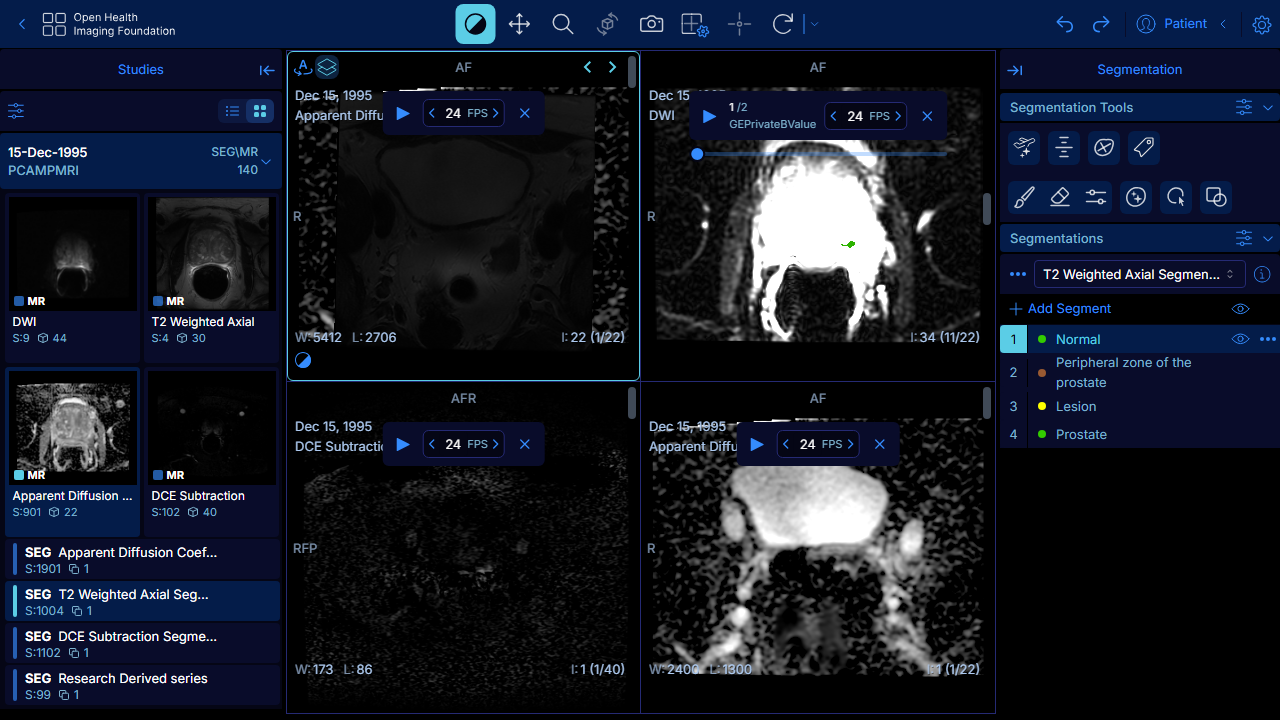 Open Health
Imaging Foundation
Patient
Studies
15-Dec-1995
SEG\MR
PCAMPMRI
140
MR
DWI
S:9 44
MR
T2 Weighted Axial
S:4 30
MR
Apparent Diffusion ...
S:901 22
MR
DCE Subtraction
S:102 40
SEG Apparent Diffusion Coef...
S:1901 1
SEG T2 Weighted Axial Seg...
S:1004 1
SEG DCE Subtraction Segme...
S:1102 1
SEG Research Derived series
S:99 1
A
AF
Dec 15, 1995
Apparent Diffu
24 FPS
R
W:5412 L:2706
I:22 (1/22)
AF
Dec 15
DWI
1/2
GEPrivateBValue
24 FPS
R
I:34 (11/22)
AFR
Dec 15, 1995
DCE Subtractic
24 FPS
RFP
W:173 L:86
I:1 (1/40)
AF
Dec 15, 1995
Apparent Diffu
24 FPS
R
W:2400 L:1300
I:1 (1/22)
Segmentation
Segmentation Tools
Segmentations
T2 Weighted Axial Segmen...
Add Segment
1 Normal
2 Peripheral zone of the
prostate
3 Lesion
4 Prostate